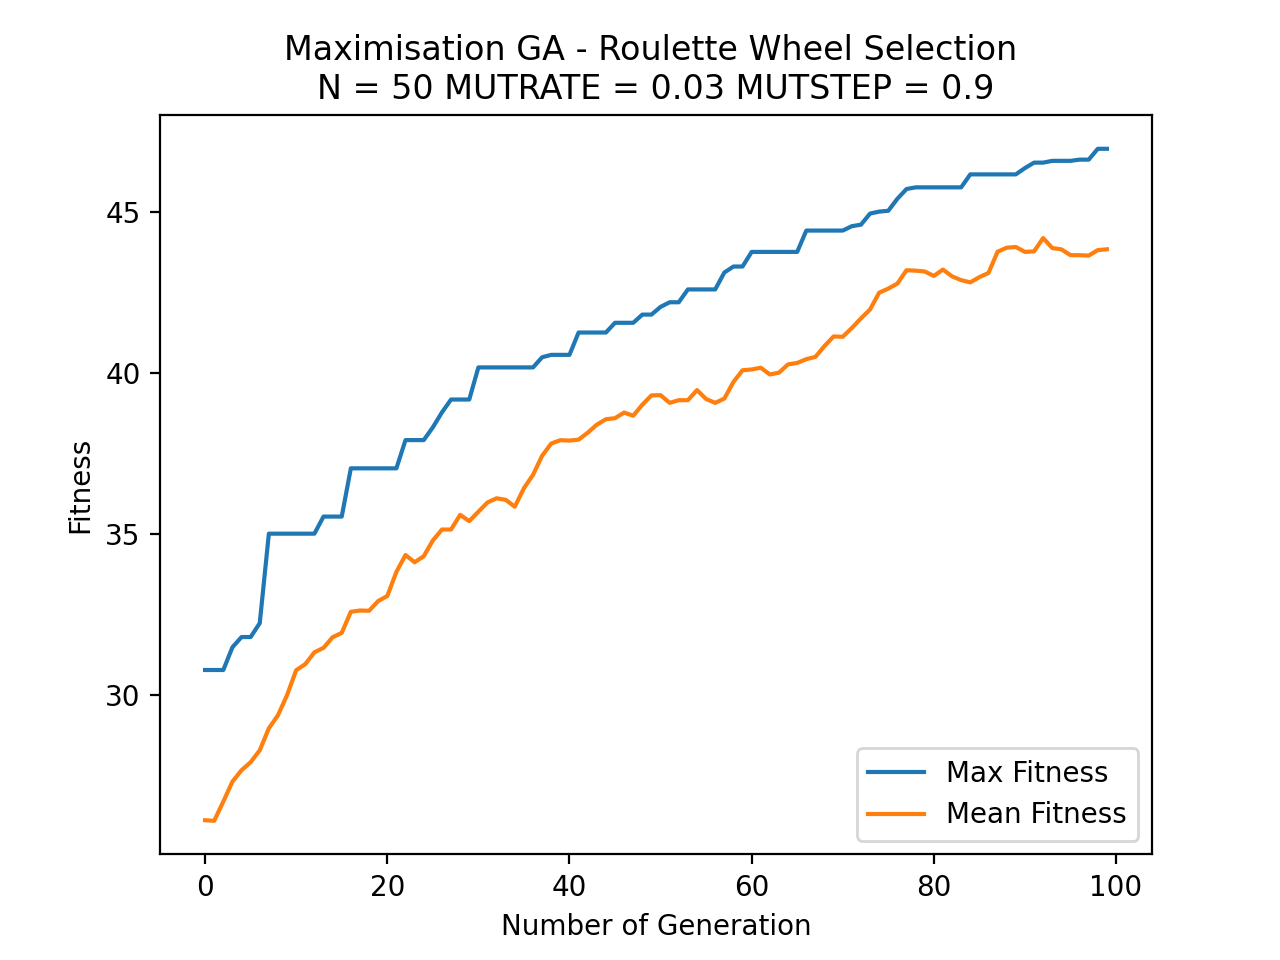 Maximisation GA - Roulette Wheel Selection
N = 50 MUTRATE = 0.03 MUTSTEP = 0.9
Fitness
45
40
35
30
0 20 40 60 80 100
Number of Generation
Max Fitness
Mean Fitness